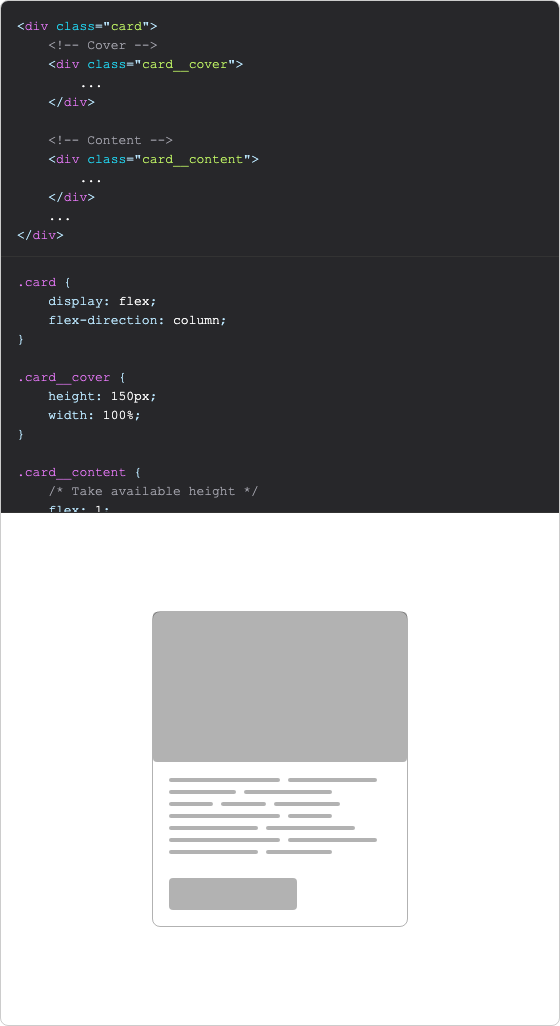 <div class="card">
    <!-- Cover -->
    <div class="card__cover">
        ...
    </div>

    <!-- Content -->
    <div class="card__content">
        ...
    </div>
    ...
</div>

.card {
    display: flex;
    flex-direction: column;
}

.card__cover {
    height: 150px;
    width: 100%;
}

.card__content {
    /* Take available height */
    flex: 1;